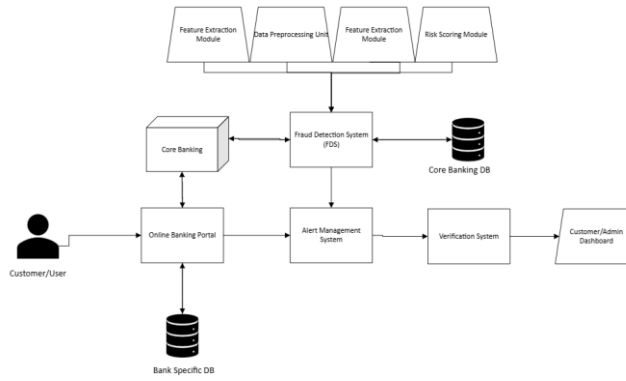 Feature Extraction
Module
Data Preprocessing Unit
Feature Extraction
Module
Risk Scoring Module
Core Banking
Fraud Detection System
(FDS)
Core Banking DB
Customer/User
Online Banking Portal
Alert Management
System
Verification System
Customer/Admin
Dashboard
Bank Specific DB